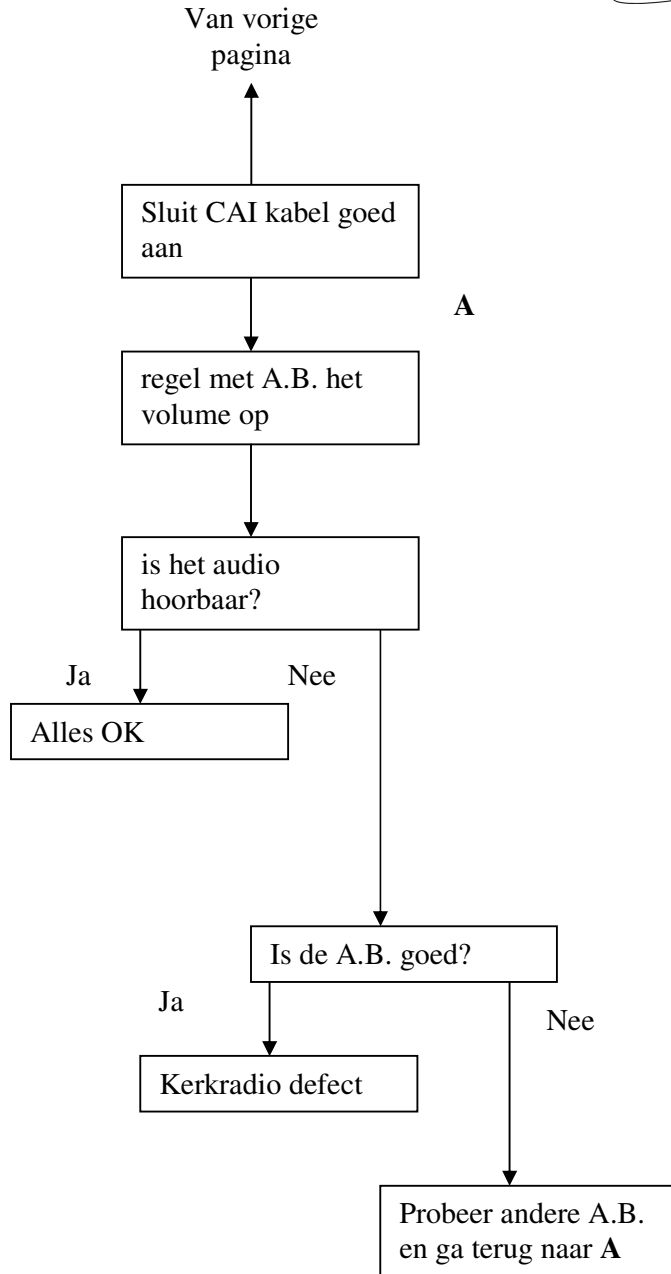 Van vorige
pagina
Sluit CAI kabel goed
aan
A
regel met A.B. het
volume op
is het audio
hoorbaar?
Ja
Nee
Alles OK
Is de A.B. goed?
Ja
Nee
Kerkradio defect
Probeer andere A.B.
en ga terug naar A